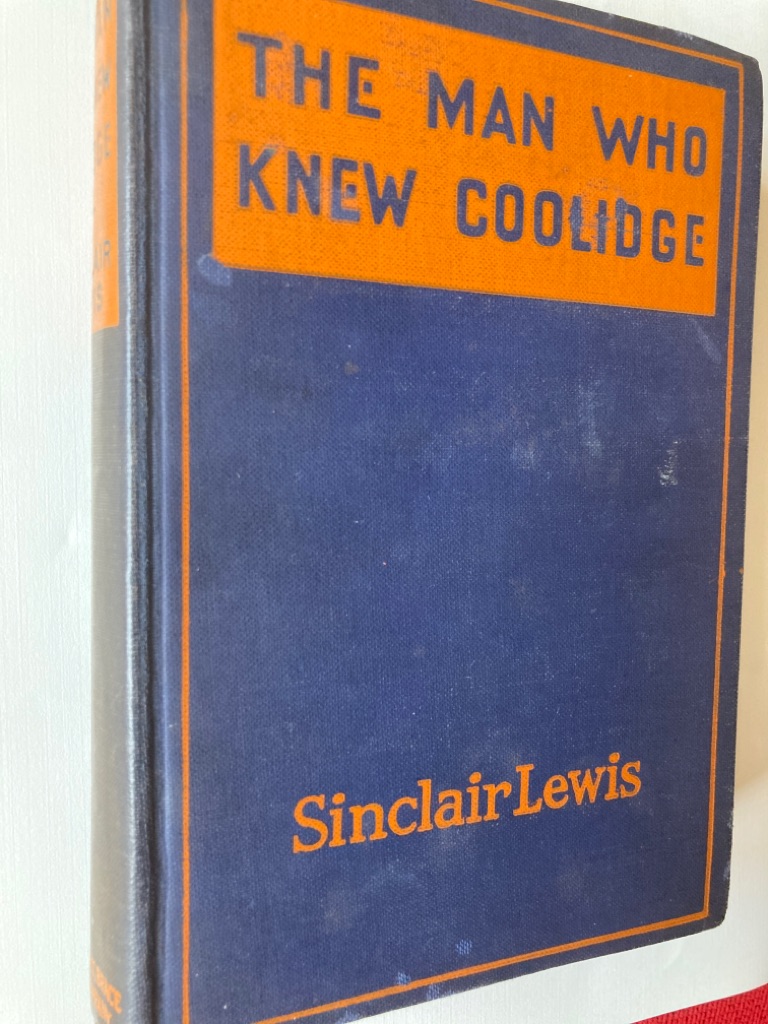 THE MAN WHO
KNEW COOLIDGE
Sinclair Lewis